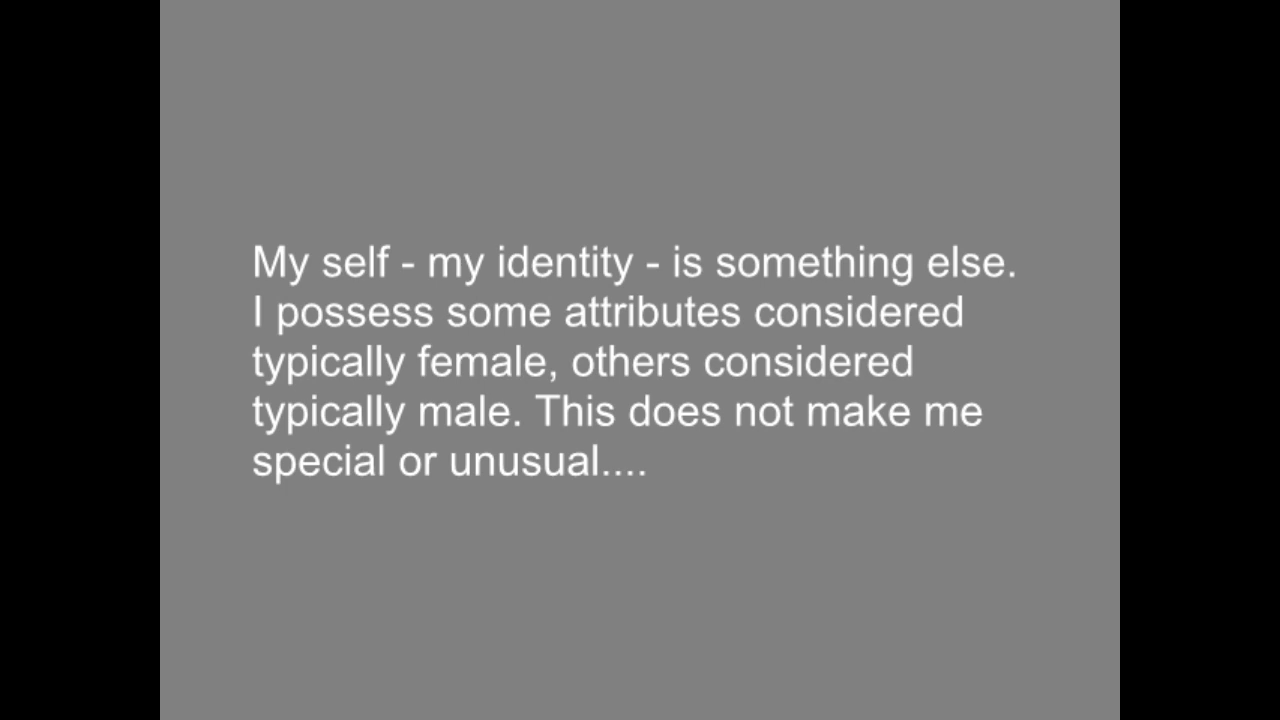 My self - my identity - is something else.
I possess some attributes considered
typically female, others considered
typically male. This does not make me
special or unusual....